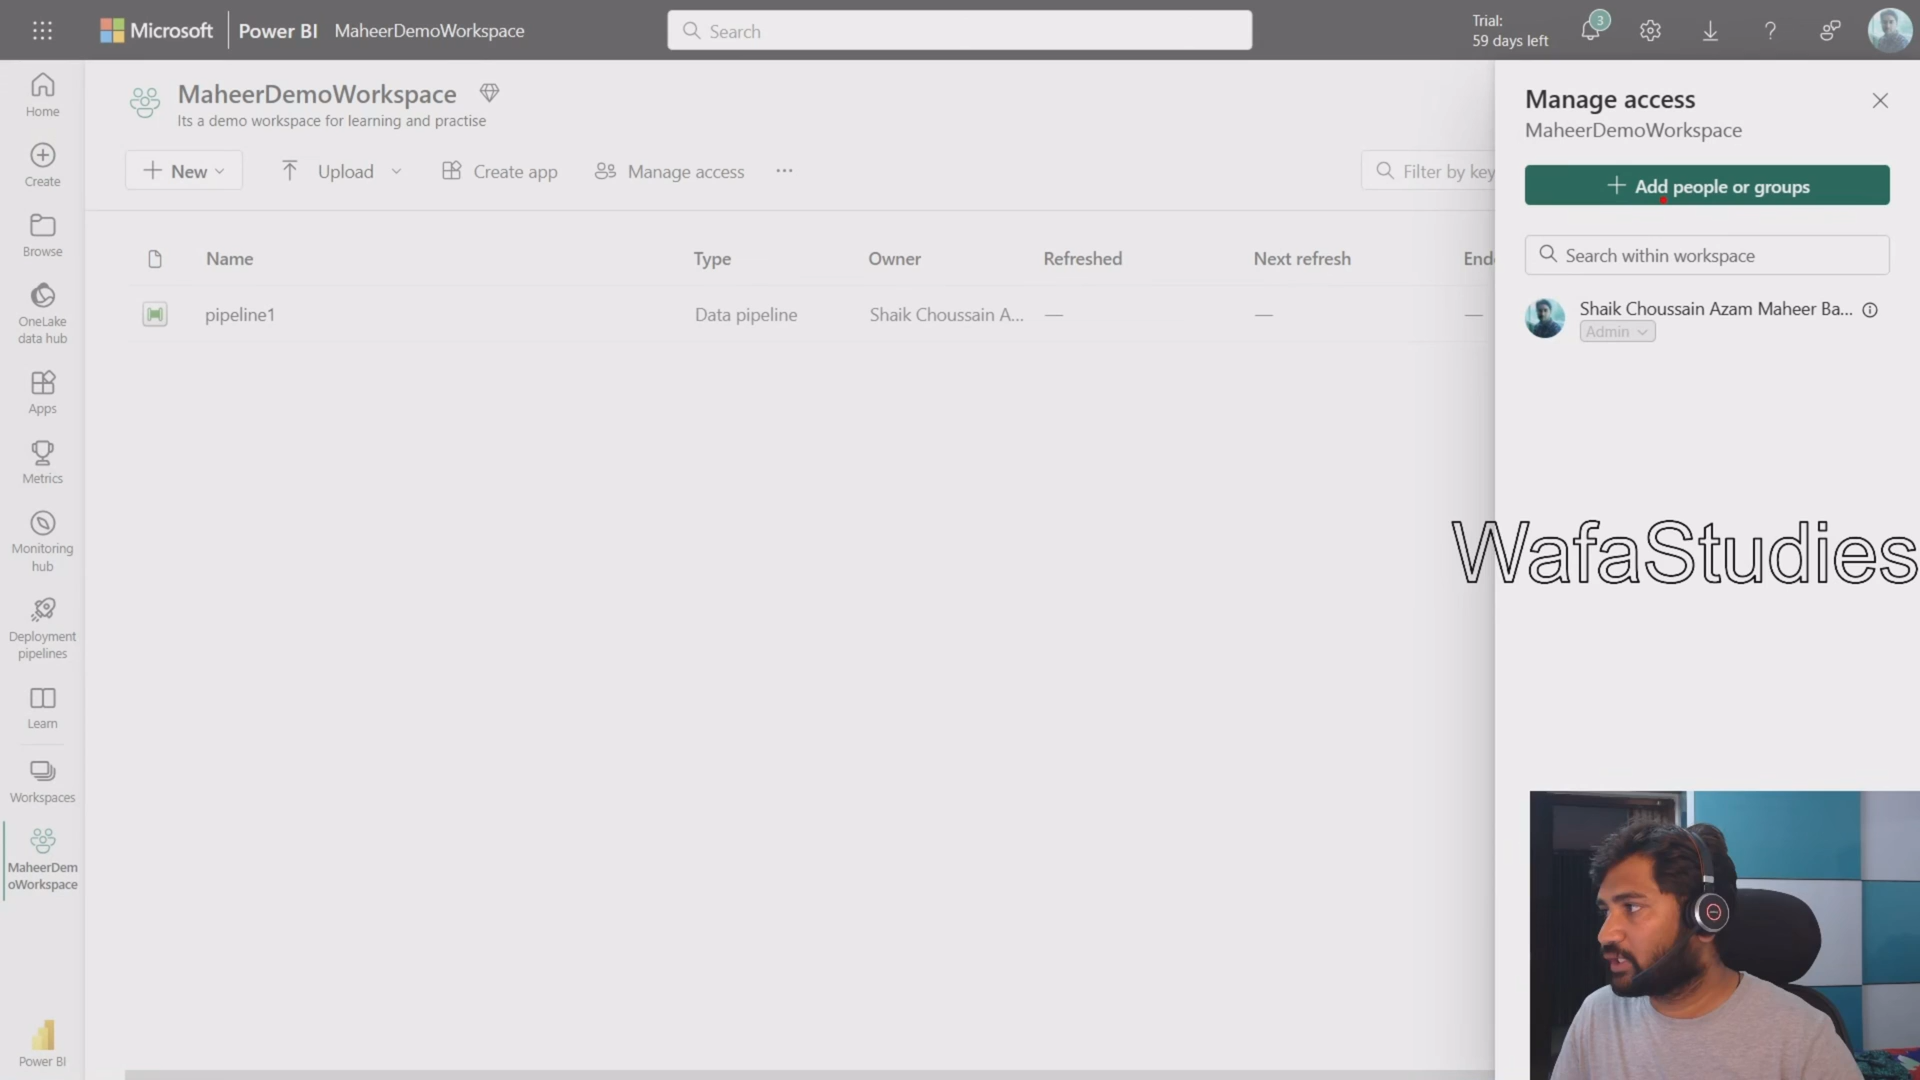 Microsoft
Power BI
MaheerDemoWorkspace
Search
Trial:
59 days left
3
Home
Create
Browse
OneLake
data hub
Apps
Metrics
Monitoring
hub
Deployment
pipelines
Learn
Workspaces
MaheerDem
oWorkspace
Power BI
MaheerDemoWorkspace
Its a demo workspace for learning and practise
New
Upload
Create app
Manage access
Filter by key
Name
Type
Owner
Refreshed
Next refresh
End
pipeline1
Data pipeline
Shaik Choussain A...
—
—
—
Manage access
MaheerDemoWorkspace
+ Add people or groups
Search within workspace
Shaik Choussain Azam Maheer Ba...
Admin
WafaStudies